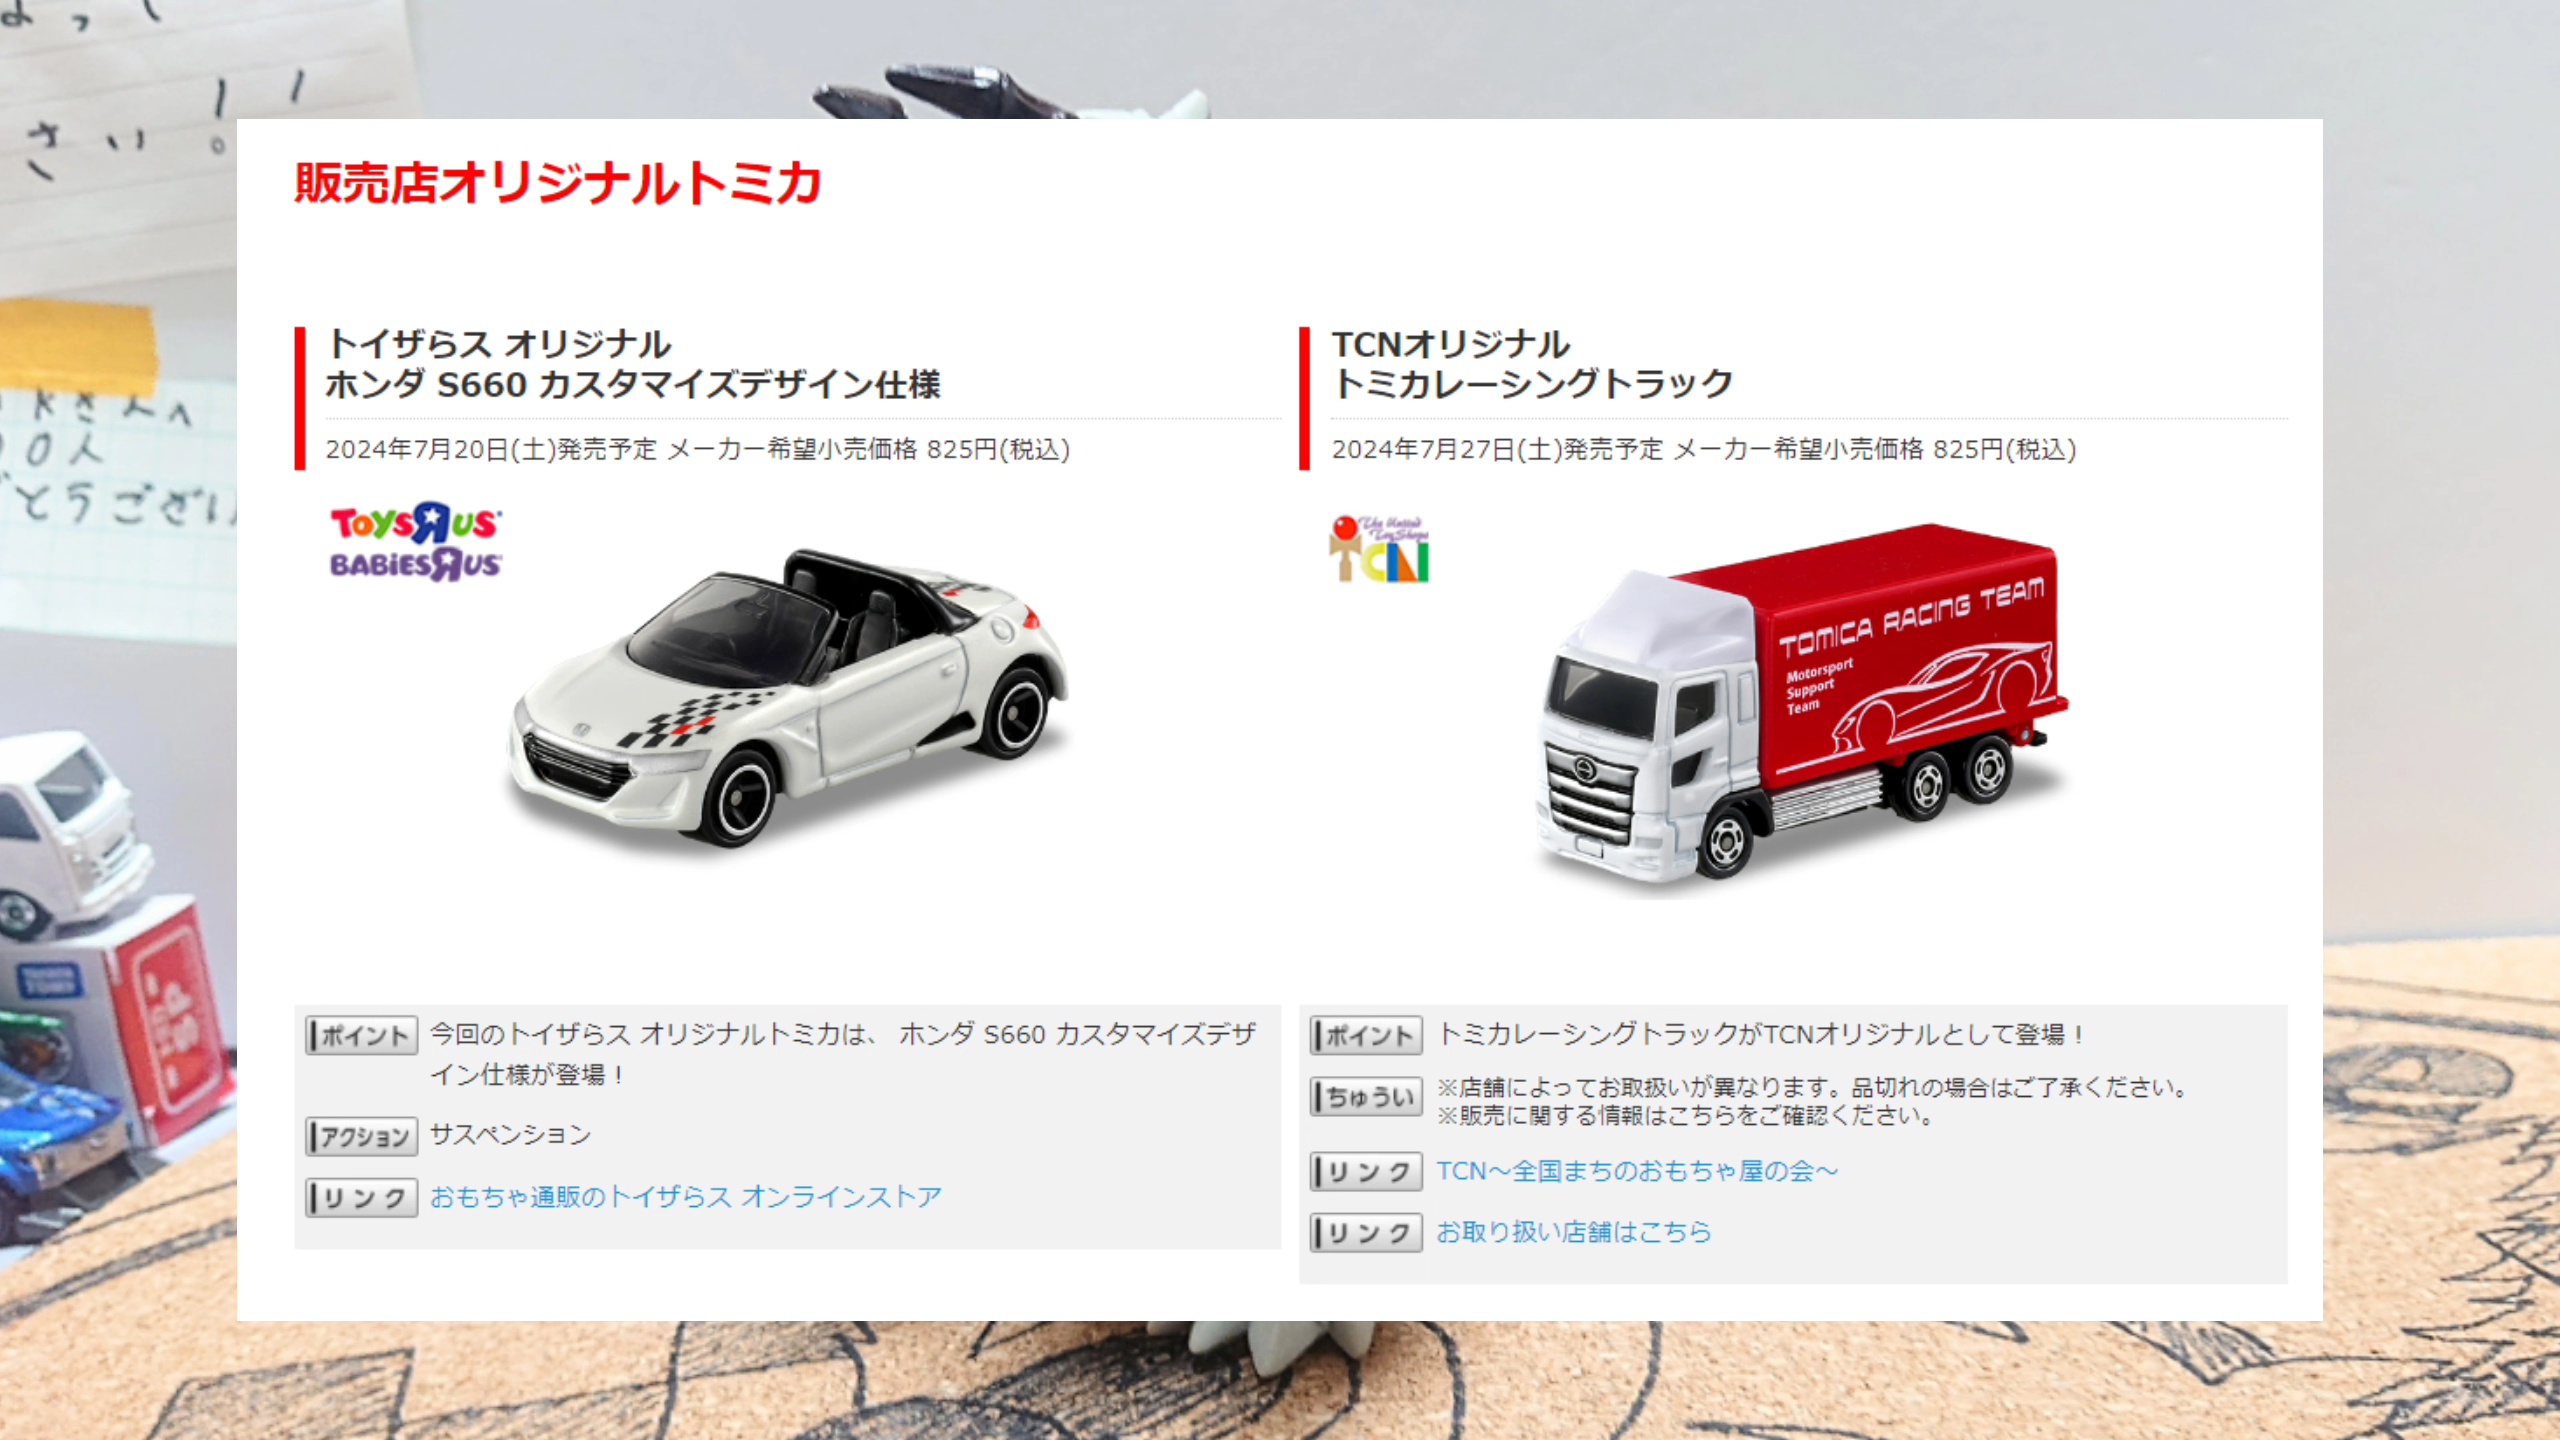 さい!!
0人
とうござい
販売店オリジナルトミカ
トイザらス オリジナル
ホンダ S660 カスタマイズデザイン仕様
2024年7月20日(土)発売予定 メーカー希望小売価格 825円(税込)
TOYSЯUS
BABIESЯUS
今回のトイザらス オリジナルトミカは、 ホンダ S660 カスタマイズデザ
イン仕様が登場！
ポイント
アクション サスペンション
リンク おもちゃ通販のトイザらス オンラインストア
TCNオリジナル
トミカレーシングトラック
2024年7月27日(土)発売予定 メーカー希望小売価格 825円(税込)
The United
ToyShops
TCN
TOMICA RACING TEAM
Motorsport
Support
Team
ポイント トミカレーシングトラックがTCNオリジナルとして登場！
ちゅうい ※店舗によってお取扱いが異なります。品切れの場合はご了承ください。
※販売に関する情報はこちらをご確認ください。
リンク TCN～全国まちのおもちゃ屋の会～
リンク お取り扱い店舗はこちら